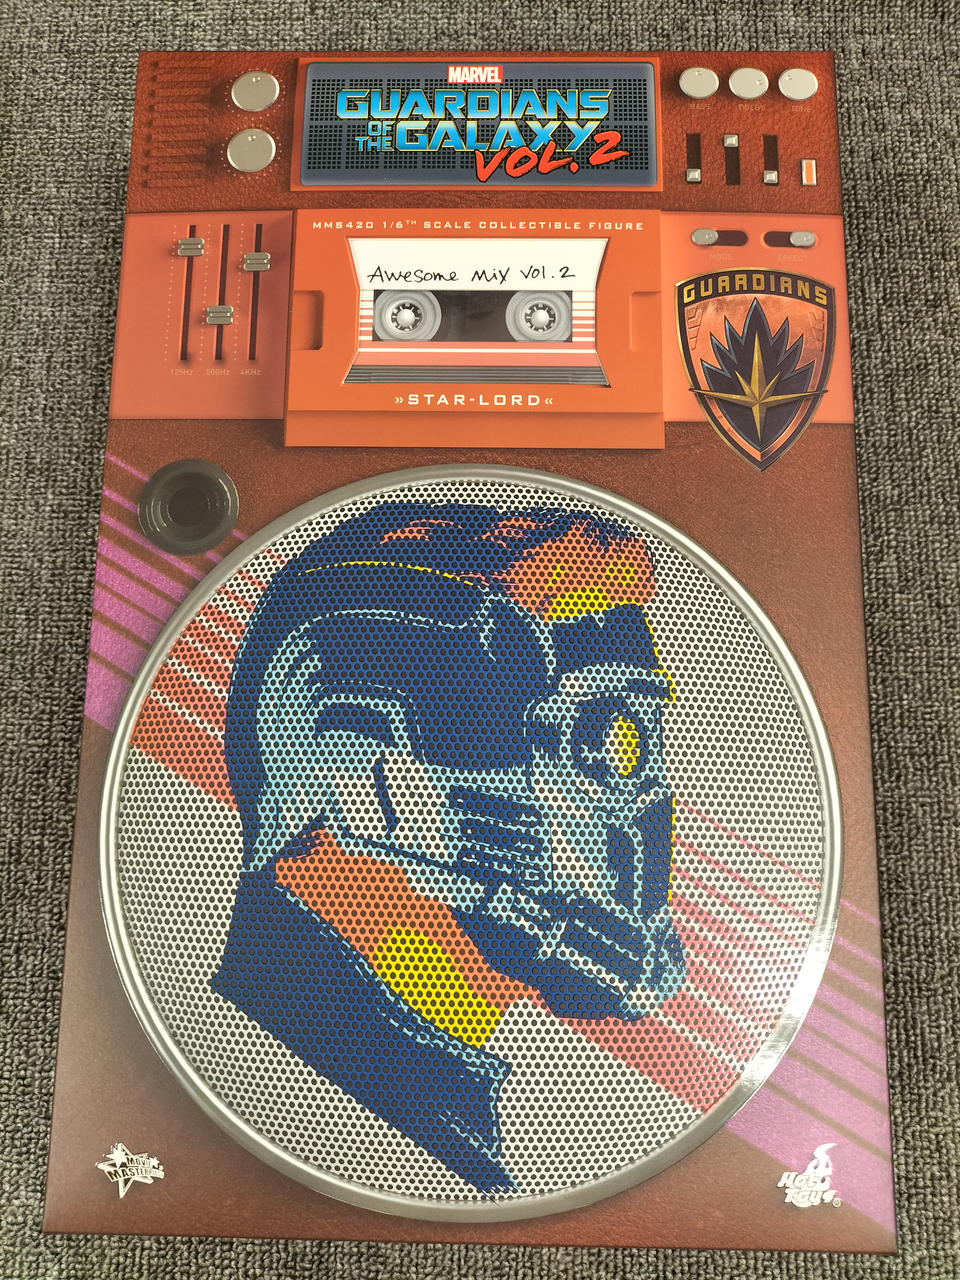 MARVEL
GUARDIANS
OF THE GALAXY
VOL. 2
BASS
TONE
MMS420 1/6TH SCALE COLLECTIBLE FIGURE
Awesome Mix Vol. 2
»STAR-LORD«
MODE
EFFECT
GUARDIANS
125Hz 500Hz 4KHz
MOVIE
MASTERPIECE
HOT
TOYS®